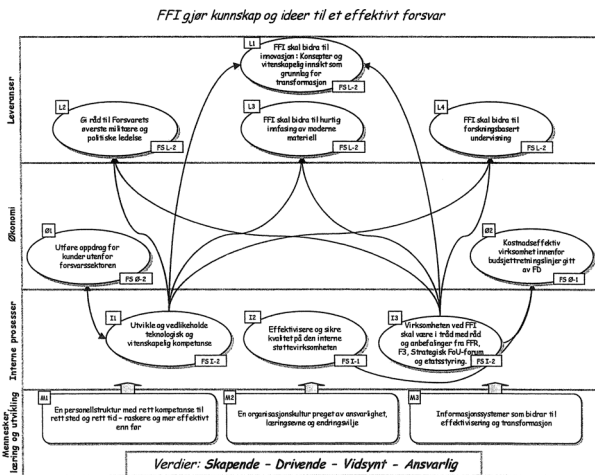 FFI gjør kunnskap og ideer til et effektivt forsvar
Leveranser
L1
FFI skal bidra til
innovasjon : Konsepter og
vitenskapelig innsikt som
grunnlag for
transformasjon
FS L-2
L2
Gi råd til Forsvarets
øverste militære og
politiske ledelse
FS L-2
L3
FFI skal bidra til hurtig
innfasing av moderne
materiell
FS L-2
L4
FFI skal bidra til
forskningsbasert
undervisning
FS L-2
Økonomi
Ø1
Utføre oppdrag for
kunder utenfor
forsvarssektoren
FS Ø-2
Ø2
Kostnadseffektiv
virksomhet innenfor
budsjettretningslinjer gitt
av FD
FS Ø-1
Interne prosesser
I1
Utvikle og vedlikeholde
teknologisk og
vitenskapelig kompetanse
FS I-2
I2
Effektivisere og sikre
kvalitet på den interne
støttevirksomheten
FS I-1
I3
Virksomheten ved FFI
skal være i tråd med råd
og anbefalinger fra FFR,
F3, Strategisk FoU-forum
og etatsstyring.
FS I-2
Mennesker,
læring og utvikling
M1
En personellstruktur med rett kompetanse til
rett sted og rett tid – raskere og mer effektivt
enn før
M2
En organisasjonskultur preget av ansvarlighet,
læringsevne og endringsvilje
M3
Informasjonssystemer som bidrar til
effektivisering og transformasjon
Verdier: Skapende - Drivende - Vidsynt - Ansvarlig